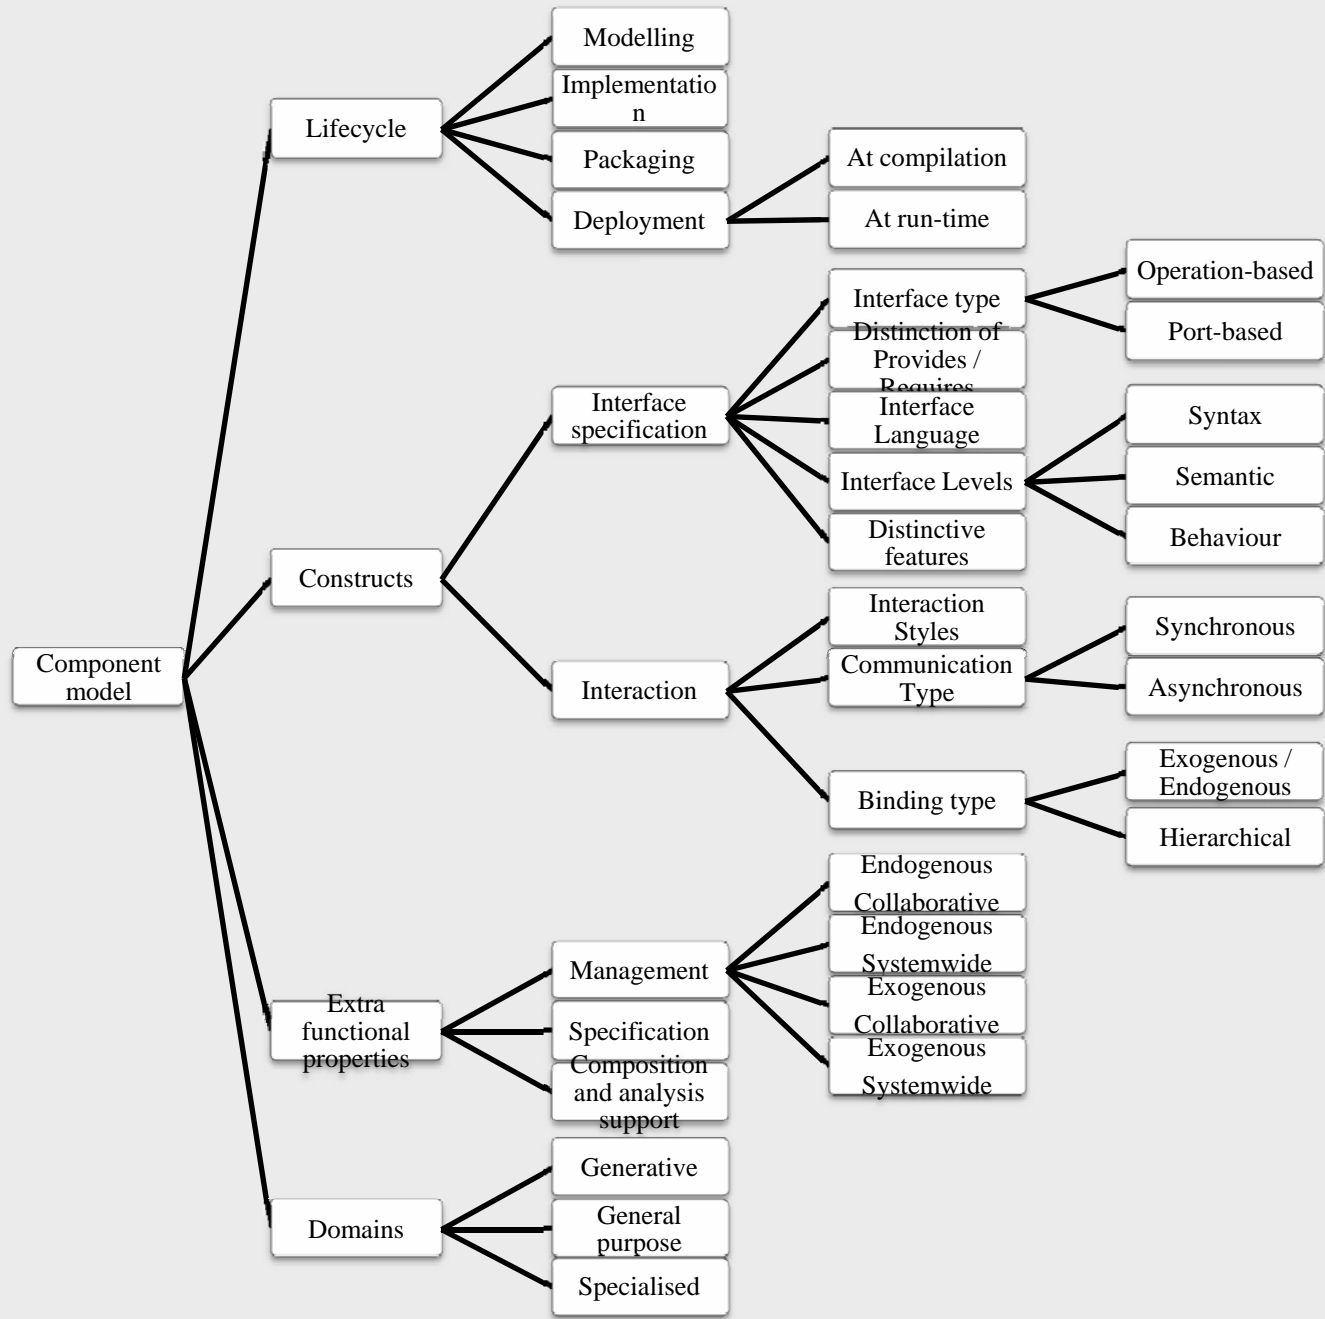 Modelling
Implementatio
n
Lifecycle
Packaging
At compilation
Deployment
At run-time
Operation-based
Interface type
Port-based
Distinction of
Provides /
Requires
Interface
specification
Interface
Language
Syntax
Interface Levels
Semantic
Distinctive
features
Behaviour
Constructs
Interaction
Styles
Synchronous
Component
model
Interaction
Communication
Type
Asynchronous
Exogenous /
Endogenous
Binding type
Hierarchical
Endogenous
Collaborative
Endogenous
Systemwide
Management
Exogenous
Collaborative
Extra
functional
properties
Specification
Exogenous
Systemwide
Composition
and analysis
support
Generative
Domains
General
purpose
Specialised